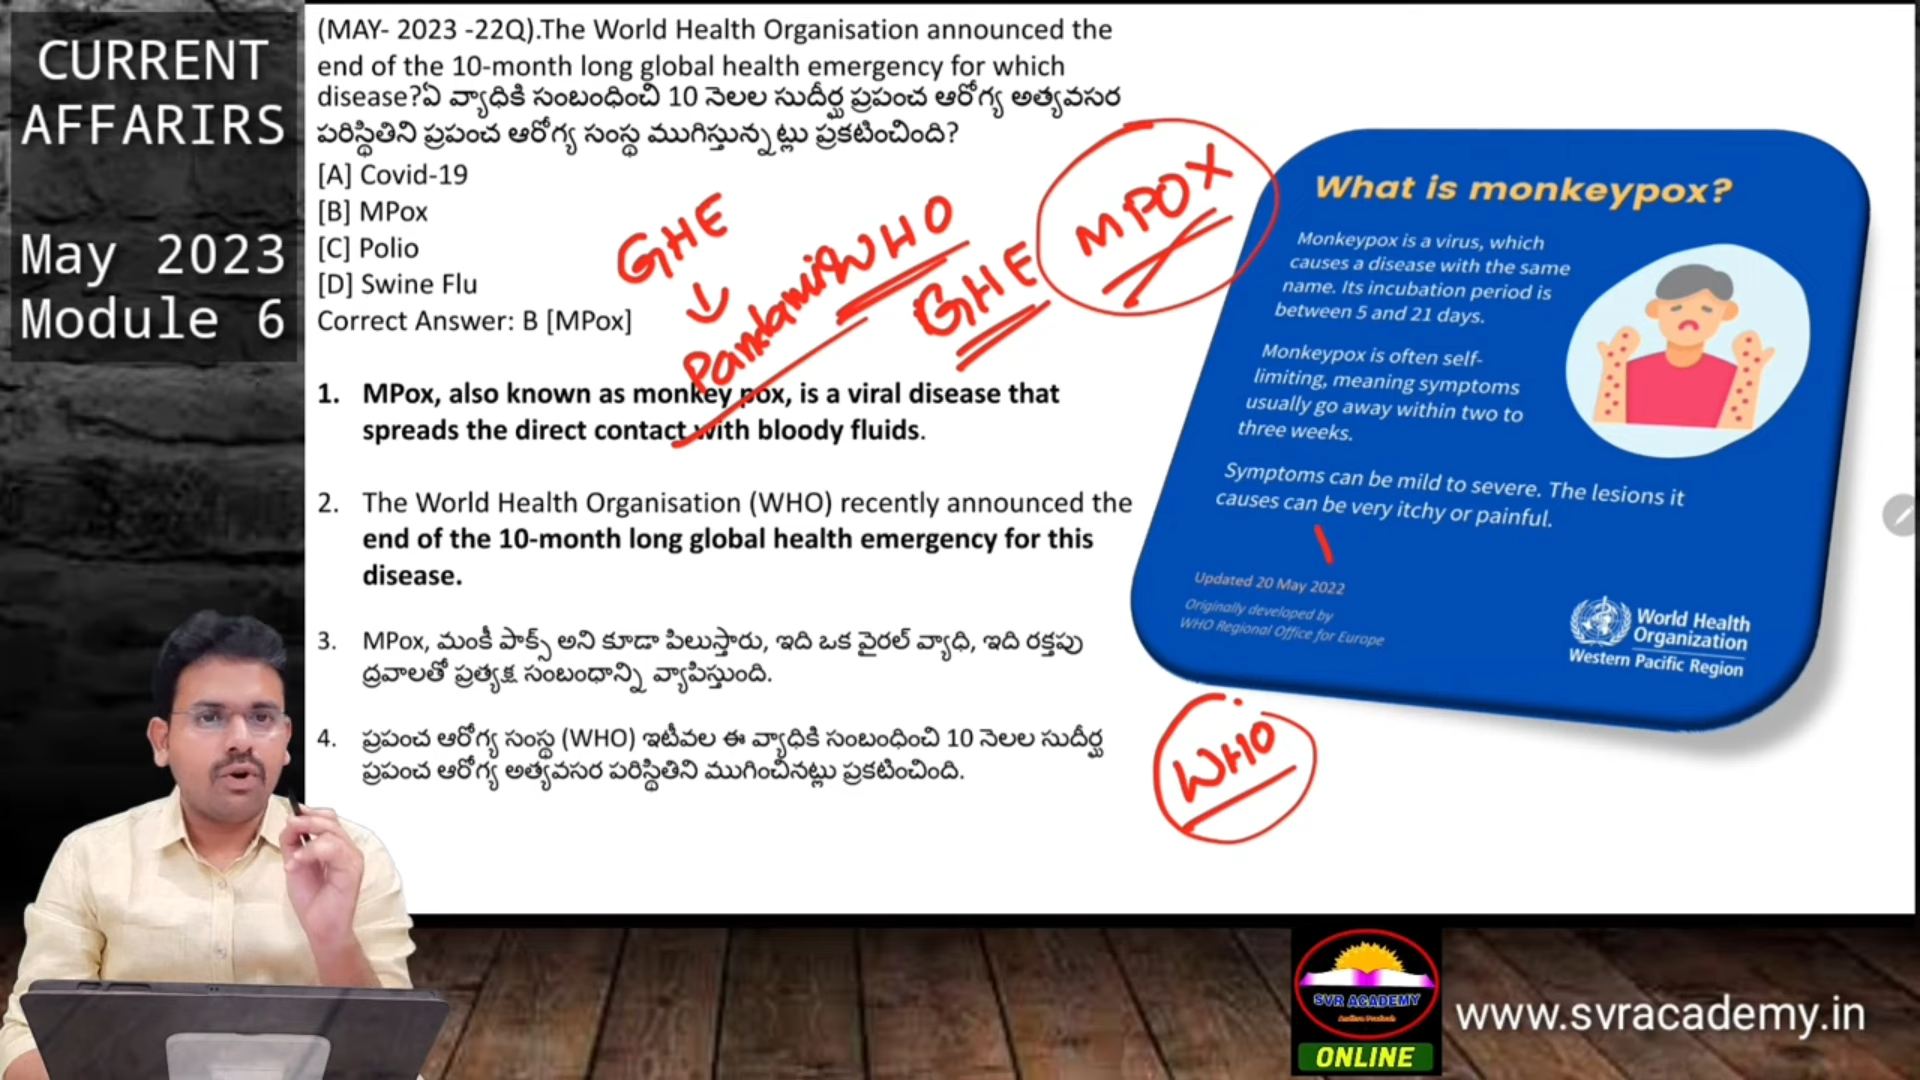 CURRENT
AFFARIRS
May 2023
Module 6
(MAY- 2023 -22Q).The World Health Organisation announced the
end of the 10-month long global health emergency for which
disease?ఏ వ్యాధికి సంబంధించి 10 నెలల సుదీర్ఘ ప్రపంచ ఆరోగ్య అత్యవసర
పరిస్థితిని ప్రపంచ ఆరోగ్య సంస్థ ముగిస్తున్నట్లు ప్రకటించింది?
[A] Covid-19
[B] MPox
[C] Polio
[D] Swine Flu
Correct Answer: B [MPox]
GHE
Pandami
WHO
GHE
MPOX
1. MPox, also known as monkey pox, is a viral disease that
spreads the direct contact with bloody fluids.
2. The World Health Organisation (WHO) recently announced the
end of the 10-month long global health emergency for this
disease.
3. MPox, మంకీ పాక్స్ అని కూడా పిలుస్తారు, ఇది ఒక వైరల్ వ్యాధి, ఇది రక్తపు
ద్రవాలతో ప్రత్యక్ష సంబంధాన్ని వ్యాపిస్తుంది.
4. ప్రపంచ ఆరోగ్య సంస్థ (WHO) ఇటీవల ఈ వ్యాధికి సంబంధించి 10 నెలల సుదీర్ఘ
ప్రపంచ ఆరోగ్య అత్యవసర పరిస్థితిని ముగించినట్లు ప్రకటించింది.
What is monkeypox?
Monkeypox is a virus, which
causes a disease with the same
name. Its incubation period is
between 5 and 21 days.
Monkeypox is often self-
limiting, meaning symptoms
usually go away within two to
three weeks.
Symptoms can be mild to severe. The lesions it
causes can be very itchy or painful.
Updated 20 May 2022
Originally developed by
WHO Regional Office for Europe
World Health
Organization
Western Pacific Region
WHO
SVR ACADEMY
Andhra Pradesh
ONLINE
www.svracademy.in